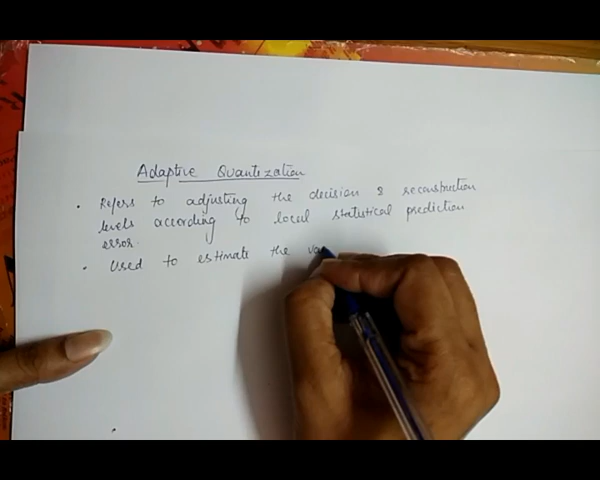 Adaptive Quantization
• Refers to adjusting the decision & reconstruction
levels according to local statistical prediction
error.
• Used to estimate the va